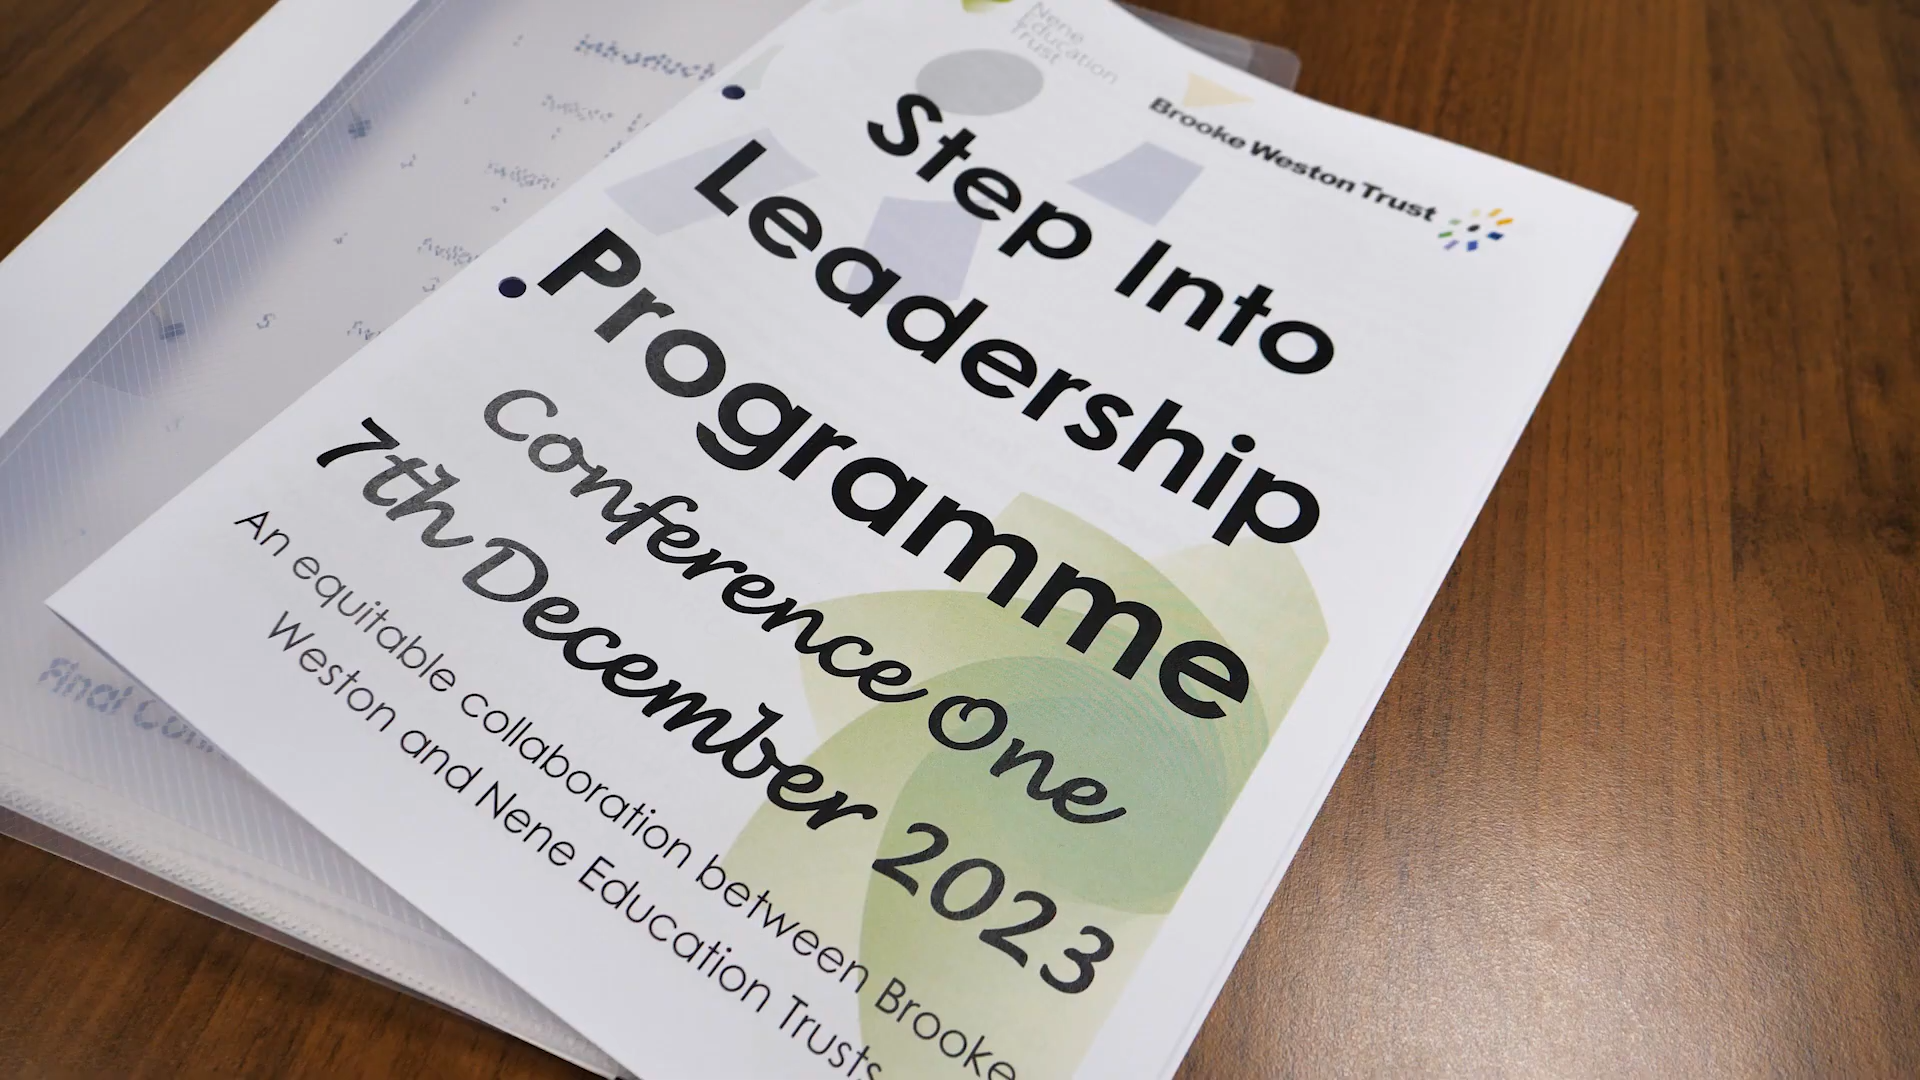 Nene
Education
Trust
Brooke Weston Trust
Step Into
Leadership
Programme
Conference One
7th December 2023
An equitable collaboration between Brooke
Weston and Nene Education Trusts
Final